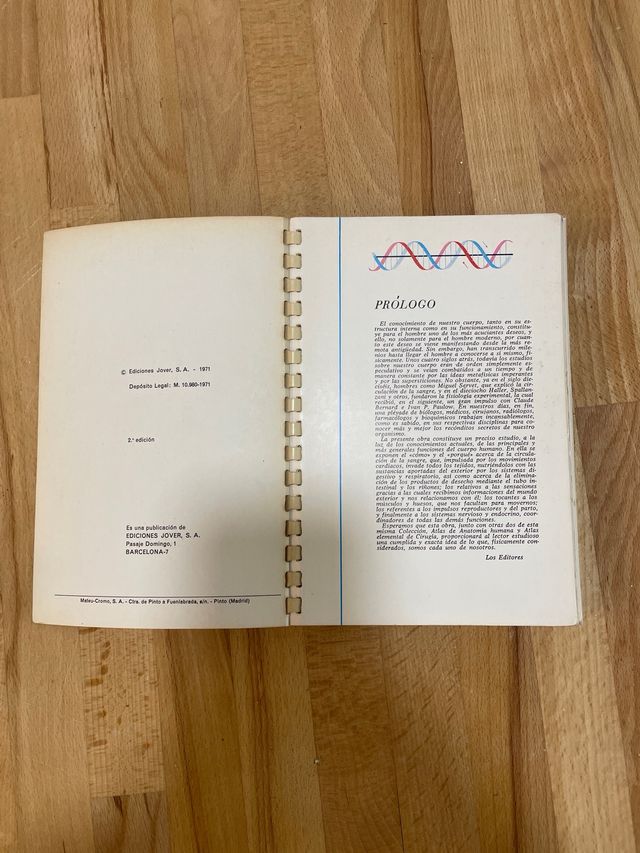 © Ediciones Jover, S. A. - 1971
Depósito Legal: M. 10.980-1971
2.ª edición
Es una publicación de
EDICIONES JOVER, S. A.
Pasaje Domingo, 1
BARCELONA-7
Mateu-Cromo, S. A. - Ctra. de Pinto a Fuenlabrada, s/n. - Pinto (Madrid)
PRÓLOGO
El conocimiento de nuestro cuerpo, tanto en su es-
tructura interna como en su funcionamiento, constitu-
ye para el hombre uno de los más acuciantes deseos, y
ello, no solamente para el hombre moderno, por cuan-
to este deseo se viene manifestando desde la más re-
mota antigüedad. Sin embargo, han transcurrido mile-
nios hasta llegar el hombre a conocerse a sí mismo, fí-
sicamente. Unos cuatro siglos atrás, todavía los estudios
sobre nuestro cuerpo eran de orden simplemente es-
peculativo y se veían combatidos a un tiempo y de
manera constante por las ideas metafísicas imperantes
y por las supersticiones. No obstante, ya en el siglo die-
ciséis, hombres como Miguel Servet, que explicó la cir-
culación de la sangre, y en el dieciocho Haller, Spallan-
zani y otros, fundaron la fisiología experimental, la cual
recibió, en el siguiente, un gran impulso con Claude
Bernard e Ivan P. Paulow. En nuestros días, en fin,
una pléyade de biólogos, médicos, cirujanos, radiólogos,
farmacólogos y bioquímicos trabajan incansablemente,
como es sabido, en sus respectivas disciplinas para co-
nocer más y mejor los recónditos secretos de nuestro
organismo.
La presente obra constituye un preciso estudio, a la
luz de los conocimientos actuales, de las principales y
más generales funciones del cuerpo humano. En ella se
exponen el «cómo» y el «porqué» acerca de la circula-
ción de la sangre, que, impulsada por los movimientos
cardíacos, invade todos los tejidos, nutriéndolos con las
sustancias aportadas del exterior por los sistemas di-
gestivo y respiratorio, así como acerca de la elimina-
ción de los productos de desecho mediante el tubo in-
testinal y los riñones; los relativos a las sensaciones
gracias a las cuales recibimos informaciones del mundo
exterior y nos relacionamos con él; los tocantes a los
músculos y huesos, que nos facultan para movernos;
los referentes a los impulsos reproductores y del parto,
y finalmente a los sistemas nervioso y endocrino, coor-
dinadores de todas las demás funciones.
Esperamos que esta obra, junto con otras dos de esta
misma Colección, Atlas de Anatomía humana y Atlas
elemental de Cirugía, proporcionará al lector estudioso
una cumplida y exacta idea de lo que, físicamente con-
siderados, somos cada uno de nosotros.
Los Editores